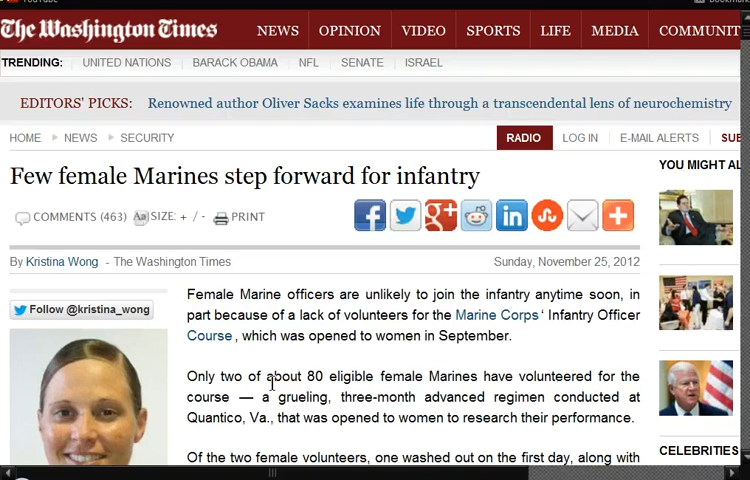 The Washington Times
NEWS OPINION VIDEO SPORTS LIFE MEDIA COMMUNIT
TRENDING: UNITED NATIONS BARACK OBAMA NFL SENATE ISRAEL
EDITORS' PICKS: Renowned author Oliver Sacks examines life through a transcendental lens of neurochemistry
HOME NEWS SECURITY RADIO LOG IN E-MAIL ALERTS SUB
Few female Marines step forward for infantry
YOU MIGHT AL
COMMENTS (463) Aa SIZE: + / - PRINT
By Kristina Wong - The Washington Times Sunday, November 25, 2012
Follow @kristina_wong
Female Marine officers are unlikely to join the infantry anytime soon, in
part because of a lack of volunteers for the Marine Corps ‘ Infantry Officer
Course , which was opened to women in September.
Only two of about 80 eligible female Marines have volunteered for the
course — a grueling, three-month advanced regimen conducted at
Quantico, Va., that was opened to women to research their performance.
Of the two female volunteers, one washed out on the first day, along with
CELEBRITIES